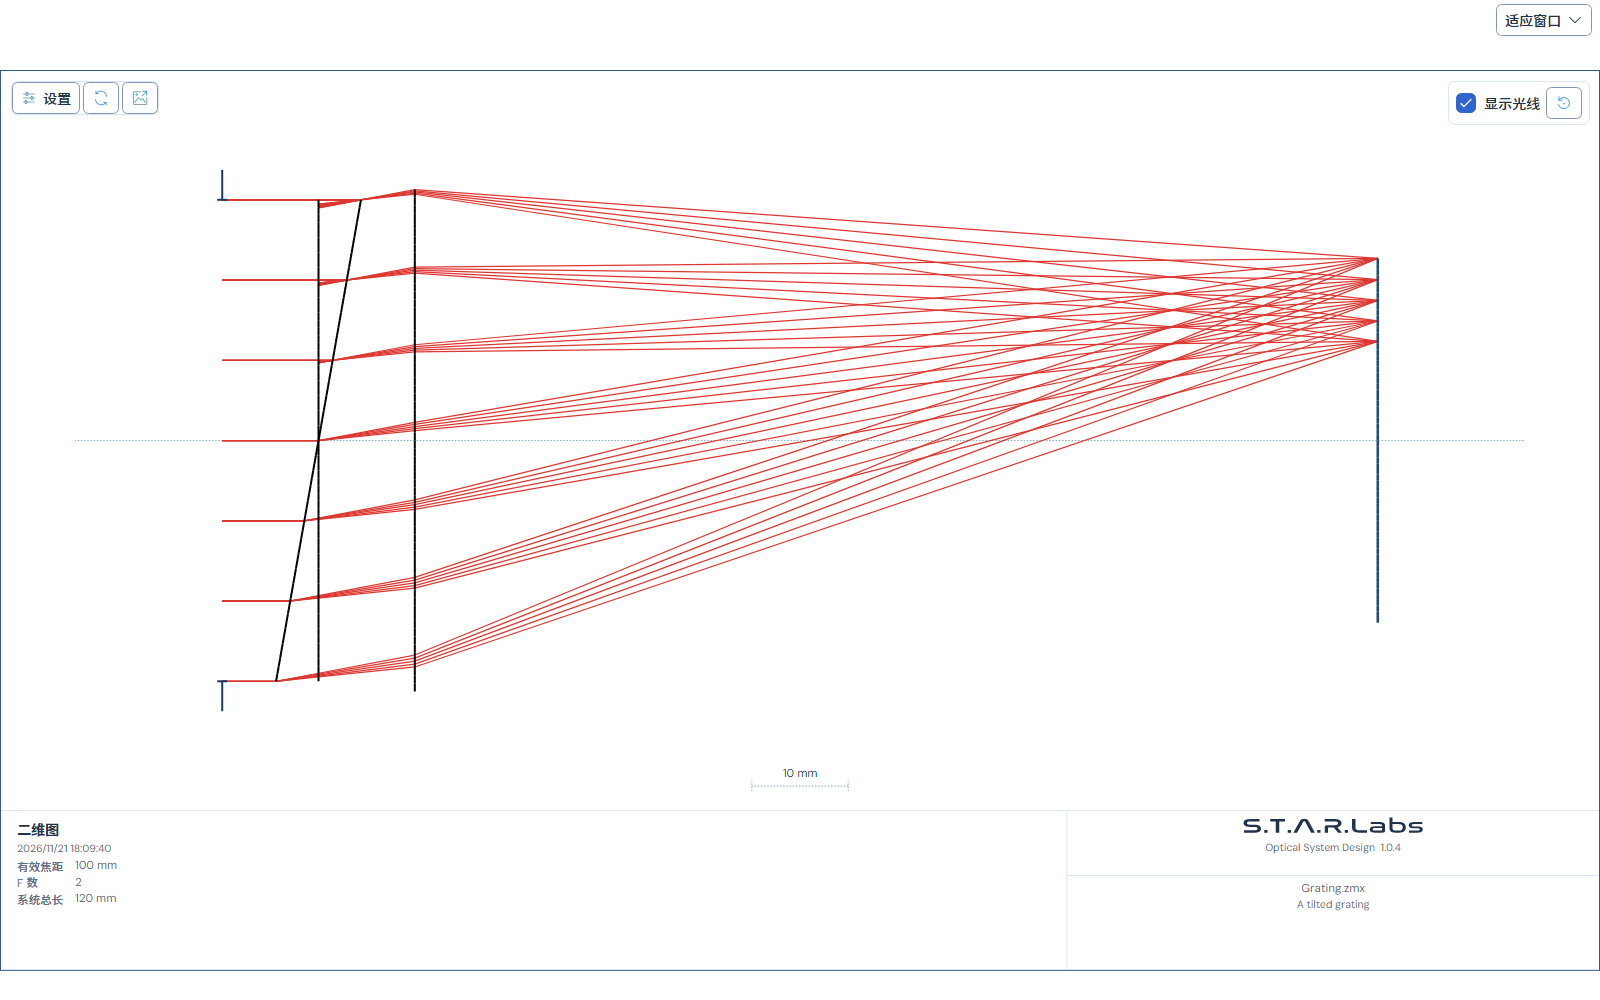 适应窗口
设置
显示光线
10 mm
二维图
2026/11/21 18:09:40
有效焦距 100 mm
F 数 2
系统总长 120 mm
S.T.A.R.Labs
Optical System Design 1.0.4
Grating.zmx
A tilted grating